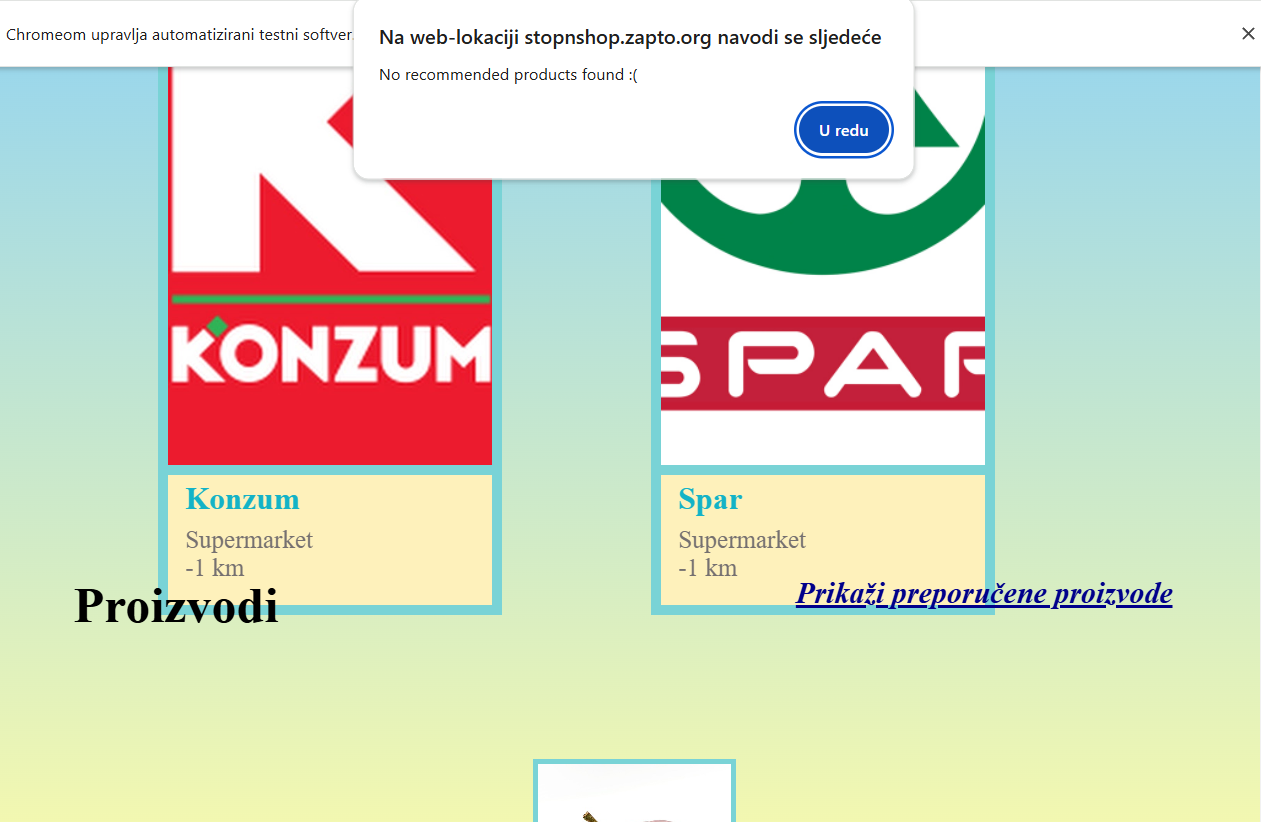 Chromeom upravlja automatizirani testni softver.
Na web-lokaciji stopnshop.zapto.org navodi se sljedeće
No recommended products found :(
U redu
KONZUM
SPAR
Konzum
Supermarket
-1 km
Spar
Supermarket
-1 km
Proizvodi
Prikaži preporučene proizvode